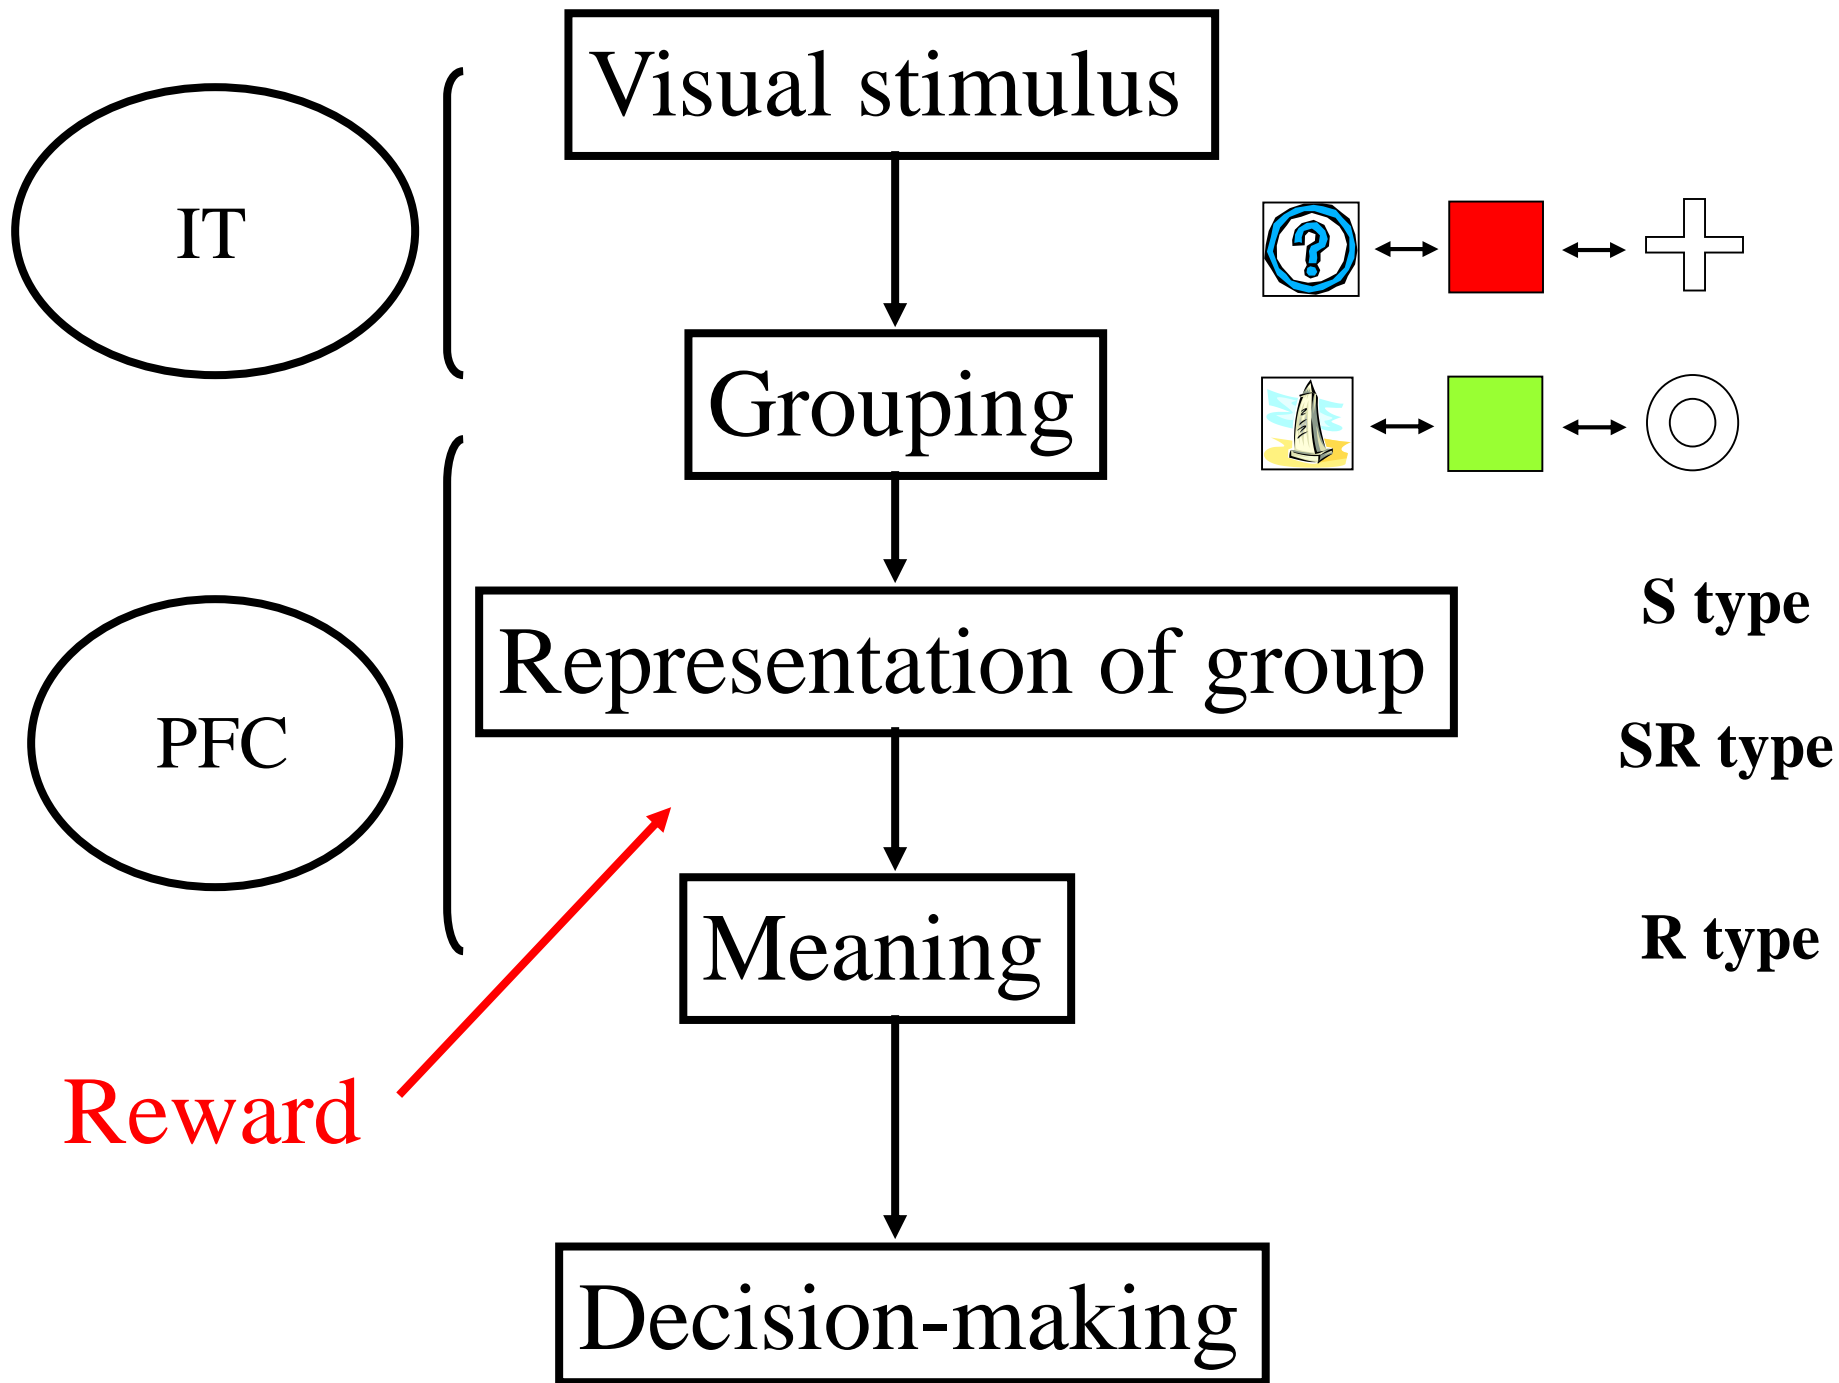 Visual stimulus
IT
?
Grouping
S type
Representation of group
SR type
PFC
R type
Meaning
Reward
Decision-making